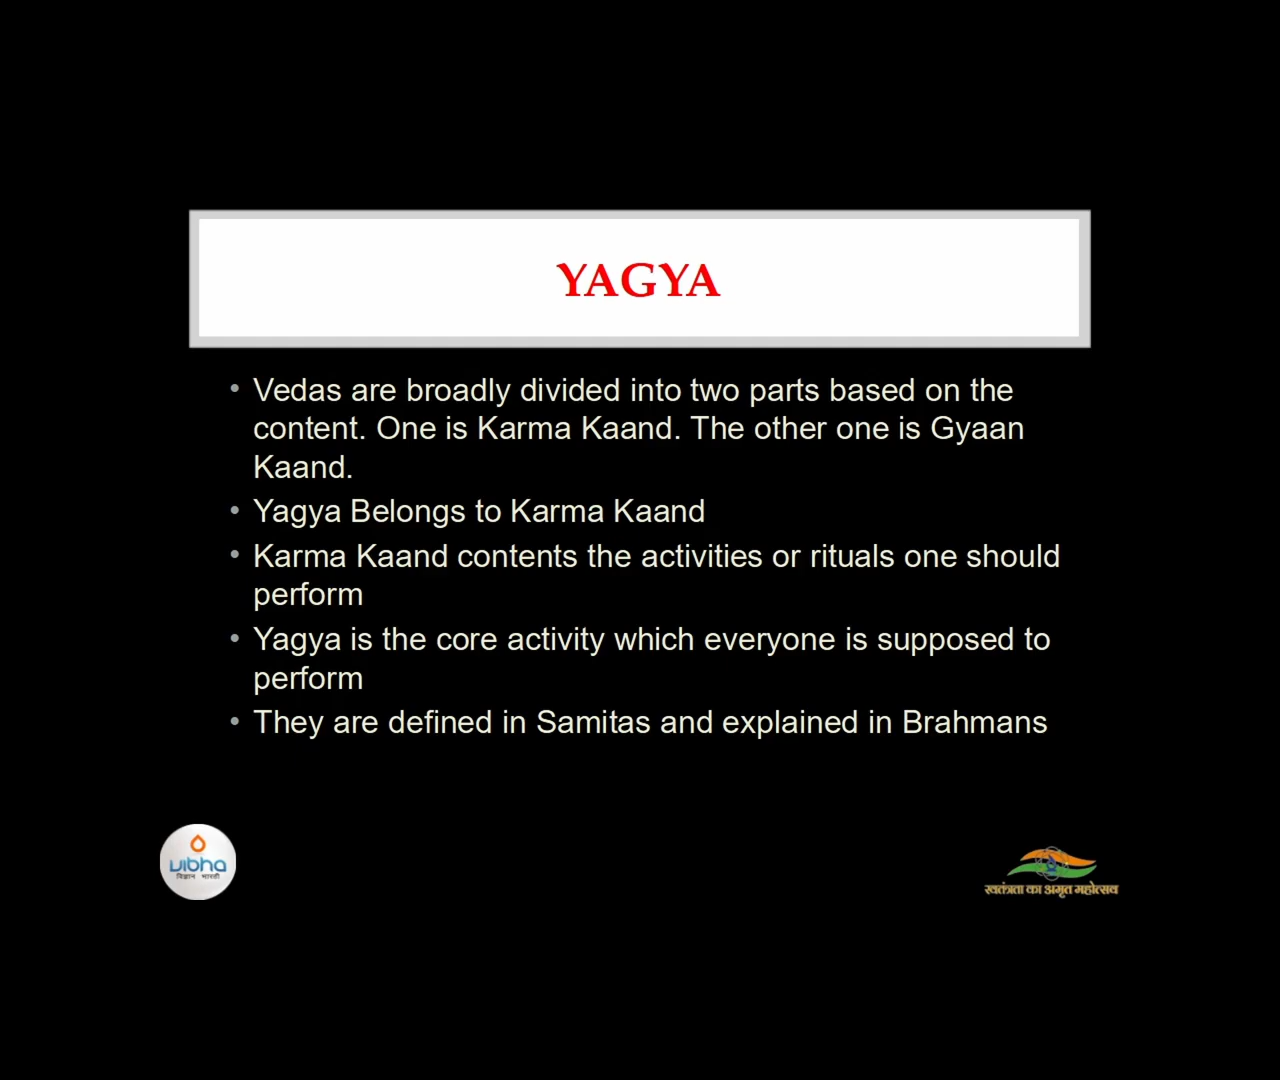 YAGYA
• Vedas are broadly divided into two parts based on the
content. One is Karma Kaand. The other one is Gyaan
Kaand.
• Yagya Belongs to Karma Kaand
• Karma Kaand contents the activities or rituals one should
perform
• Yagya is the core activity which everyone is supposed to
perform
• They are defined in Samitas and explained in Brahmans
vibha
विज्ञान भारती
स्वतंत्रता का अमृत महोत्सव